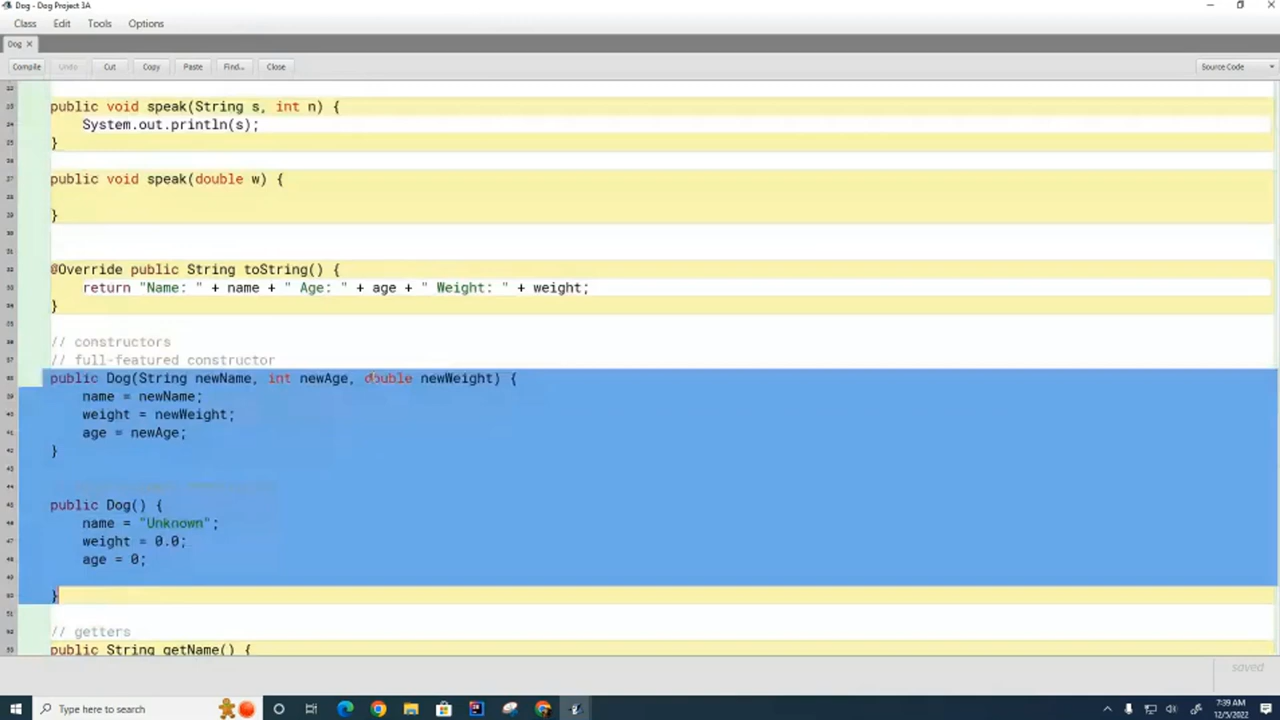 Dog - Dog Project 3A
Class Edit Tools Options
Dog ×
Compile Undo Cut Copy Paste Find... Close Source Code
public void speak(String s, int n) {
System.out.println(s);
}
public void speak(double w) {
}
@Override public String toString() {
return "Name: " + name + " Age: " + age + " Weight: " + weight;
}
// constructors
// full-featured constructor
public Dog(String newName, int newAge, double newWeight) {
name = newName;
weight = newWeight;
age = newAge;
}
public Dog() {
name = "Unknown";
weight = 0.0;
age = 0;
}
// getters
public String getName() {
saved
Type here to search
7:39 AM
12/5/2022